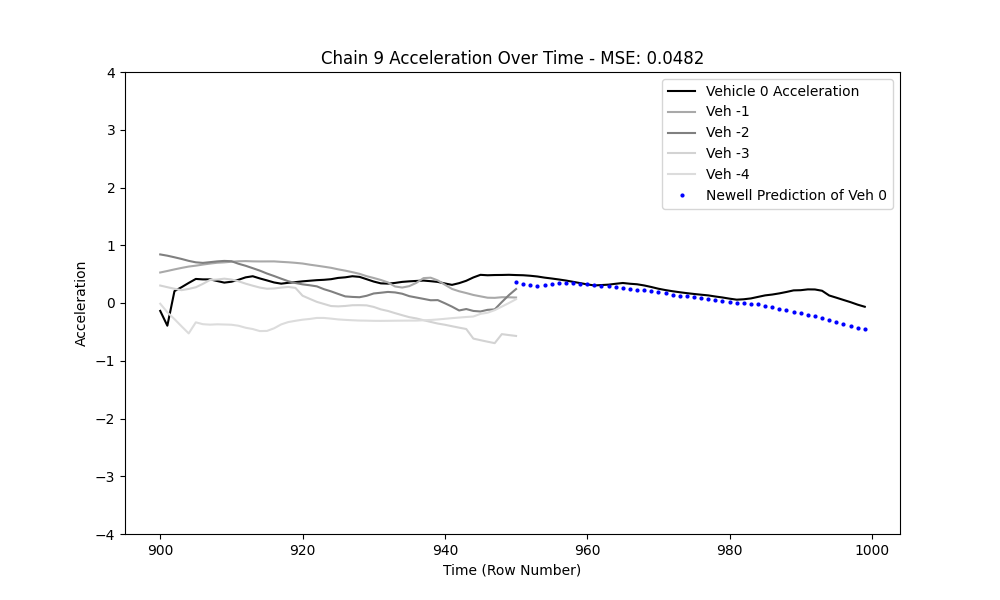 Chain 9 Acceleration Over Time - MSE: 0.0482
4
3
2
1
0
−1
−2
−3
−4
Acceleration
Vehicle 0 Acceleration
Veh -1
Veh -2
Veh -3
Veh -4
Newell Prediction of Veh 0
900
920
940
960
980
1000
Time (Row Number)